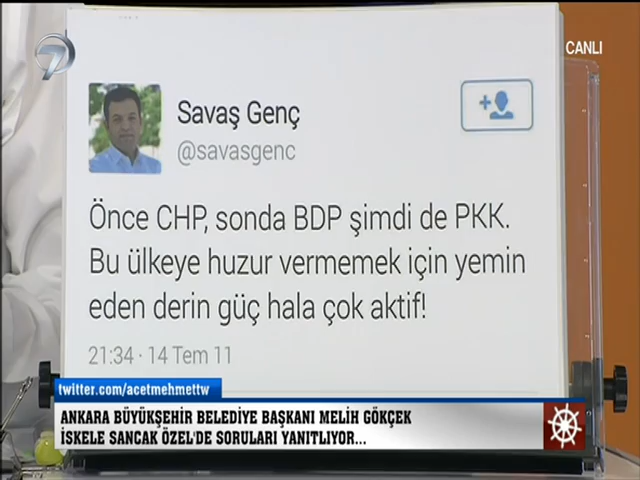 7
CANLI
Savaş Genç
@savasgenc
Önce CHP, sonda BDP şimdi de PKK.
Bu ülkeye huzur vermemek için yemin
eden derin güç hala çok aktif!
21:34 · 14 Tem 11
twitter.com/acetmehmettw
ANKARA BÜYÜKŞEHİR BELEDİYE BAŞKANI MELİH GÖKÇEK
İSKELE SANCAK ÖZEL'DE SORULARI YANITLIYOR...